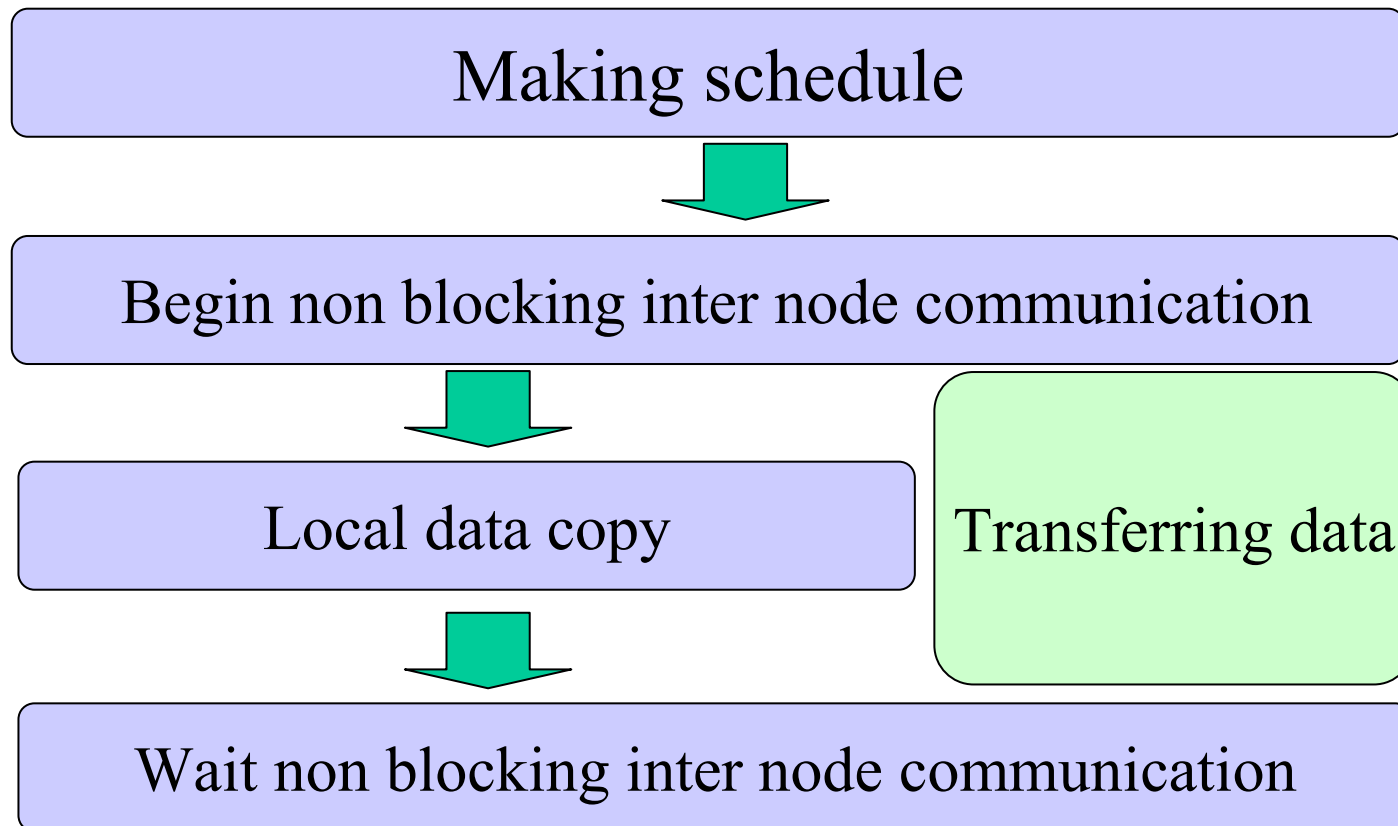 Making schedule
Begin non blocking inter node communication
Local data copy
Transferring data
Wait non blocking inter node communication